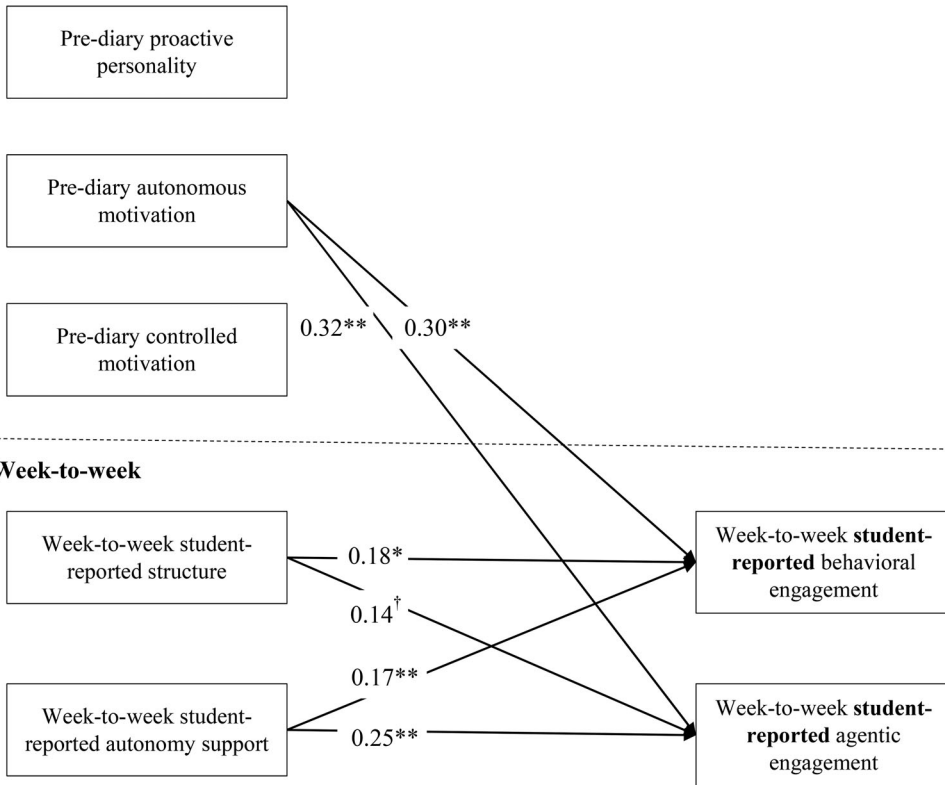 Pre-diary proactive
personality
Pre-diary autonomous
motivation
Pre-diary controlled
motivation
0.32**
0.30**
Week-to-week
Week-to-week student-
reported structure
0.18*
0.14†
Week-to-week student-
reported behavioral
engagement
0.17**
Week-to-week student-
reported autonomy support
0.25**
Week-to-week student-
reported agentic
engagement